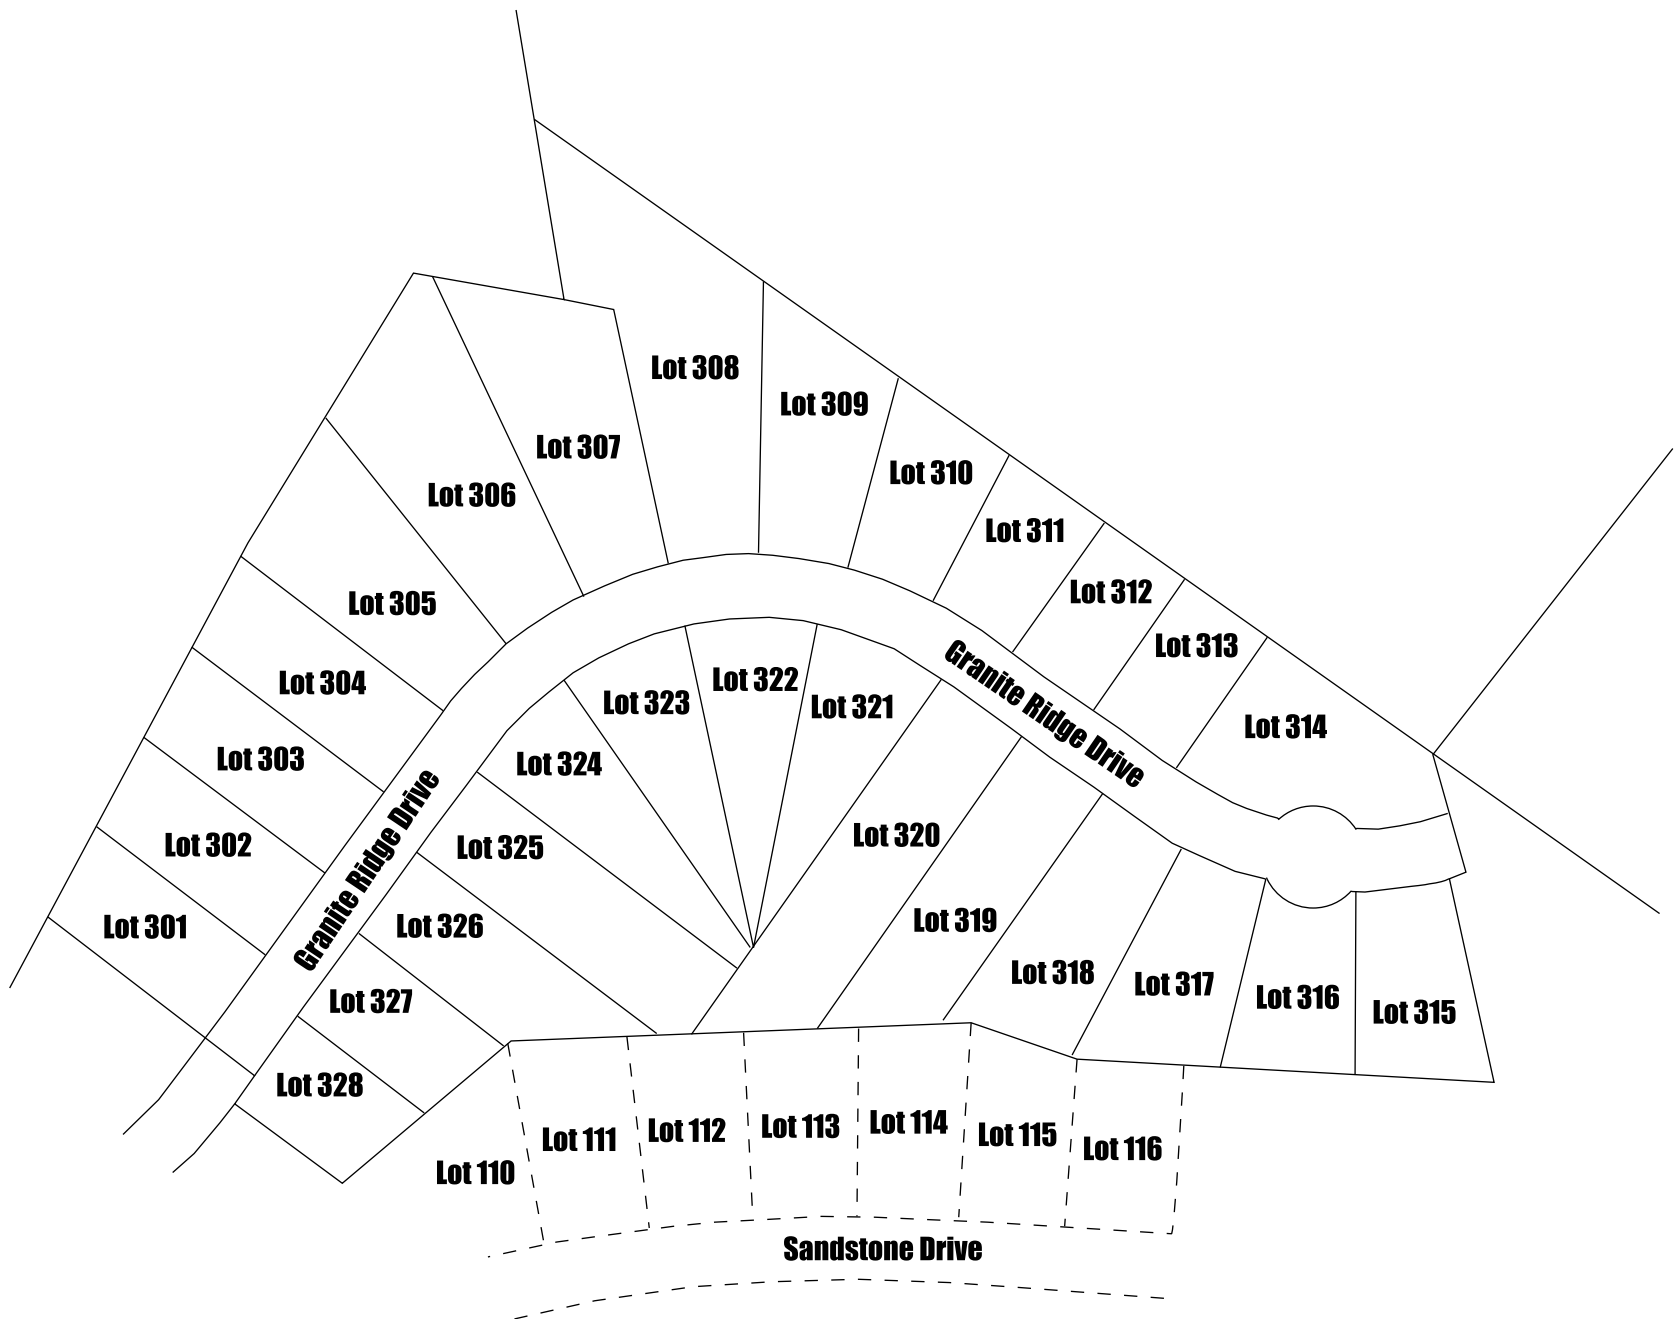 Lot 308
Lot 309
Lot 307
Lot 310
Lot 306
Lot 311
Lot 312
Lot 305
Lot 313
Lot 304
Lot 322
Lot 323
Lot 321
Granite Ridge Drive
Lot 314
Lot 303
Lot 324
Lot 320
Lot 302
Lot 325
Granite Ridge Drive
Lot 301
Lot 326
Lot 319
Lot 318
Lot 317
Lot 316
Lot 315
Lot 327
Lot 328
Lot 110
Lot 111
Lot 112
Lot 113
Lot 114
Lot 115
Lot 116
Sandstone Drive